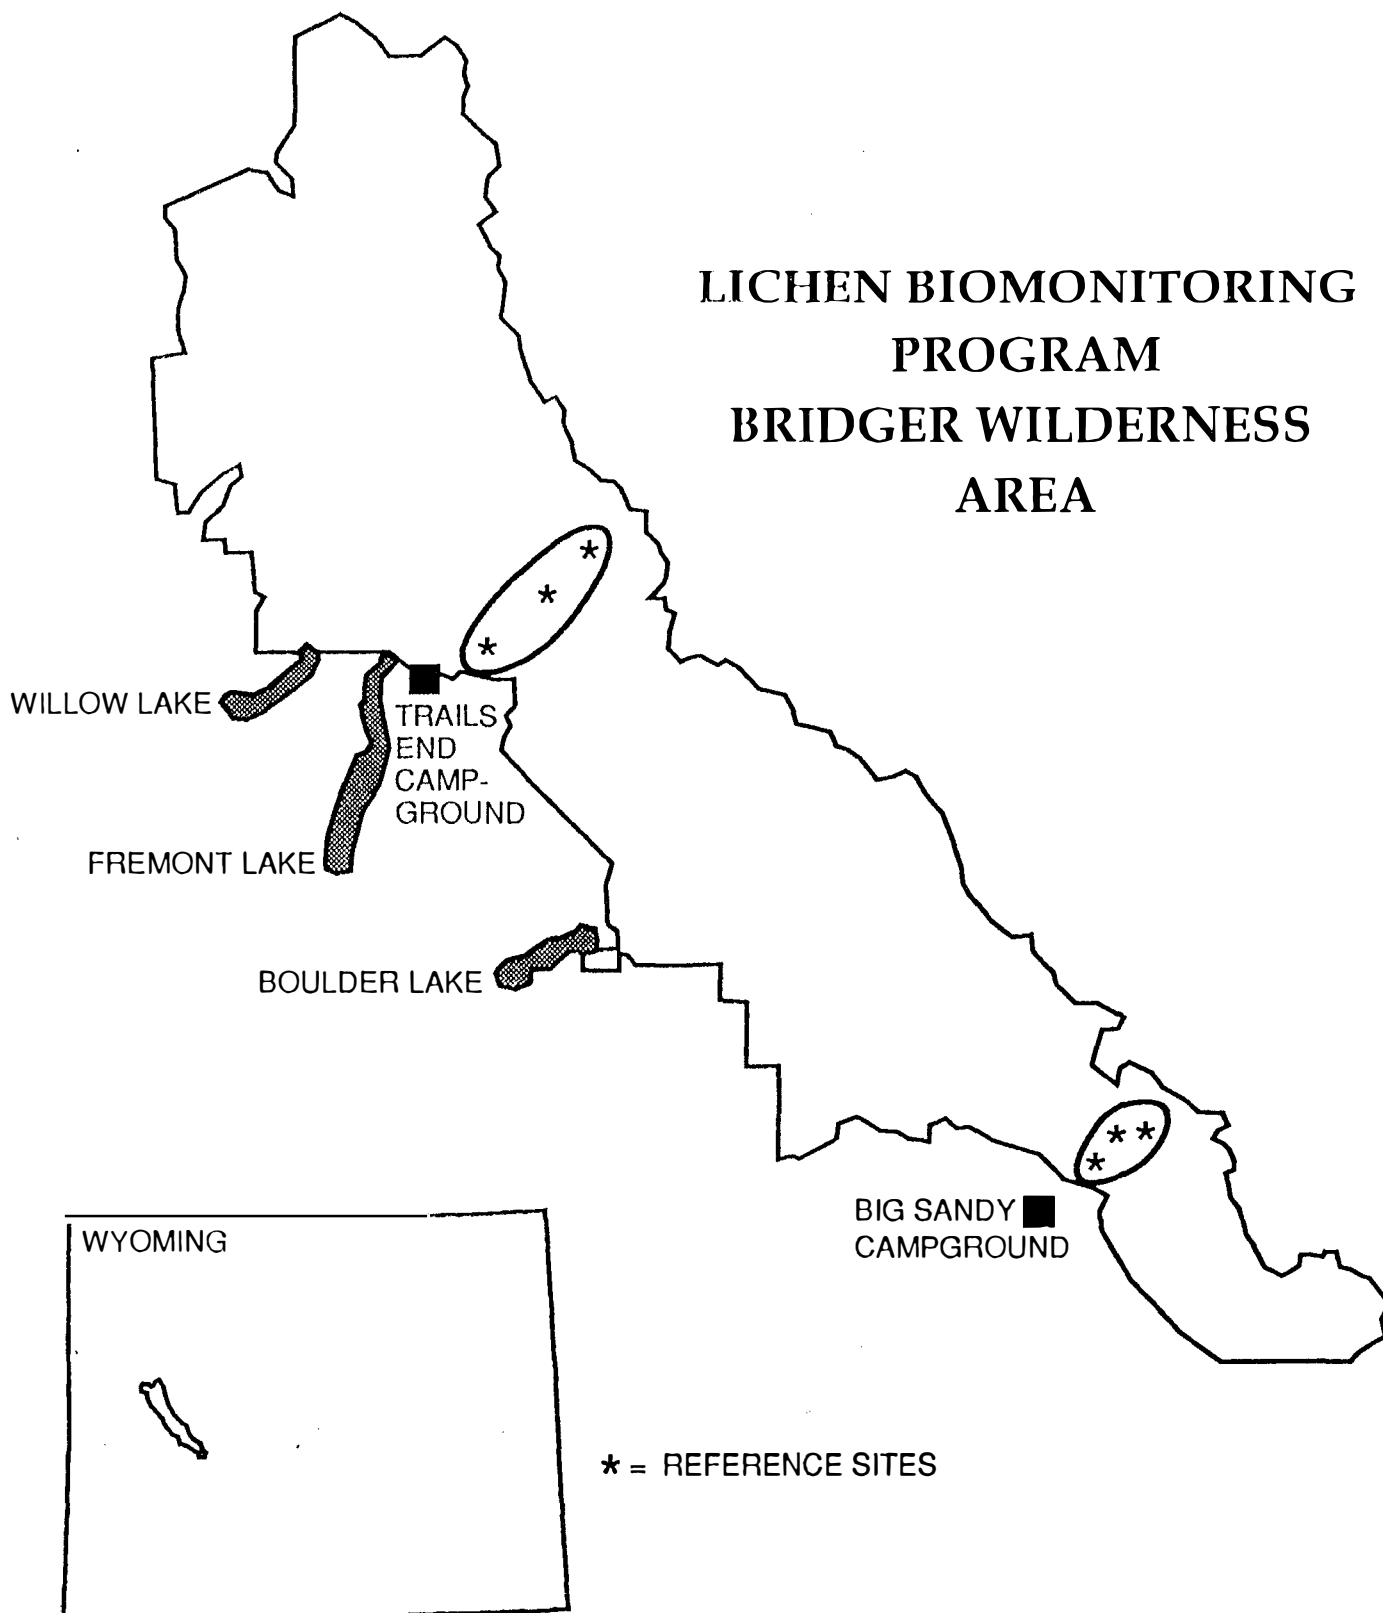 LICHEN BIOMONITORING
PROGRAM
BRIDGER WILDERNESS
AREA
*
*
*
WILLOW LAKE
TRAILS
END
CAMP-
GROUND
FREMONT LAKE
BOULDER LAKE
* *
*
BIG SANDY
CAMPGROUND
WYOMING
* = REFERENCE SITES